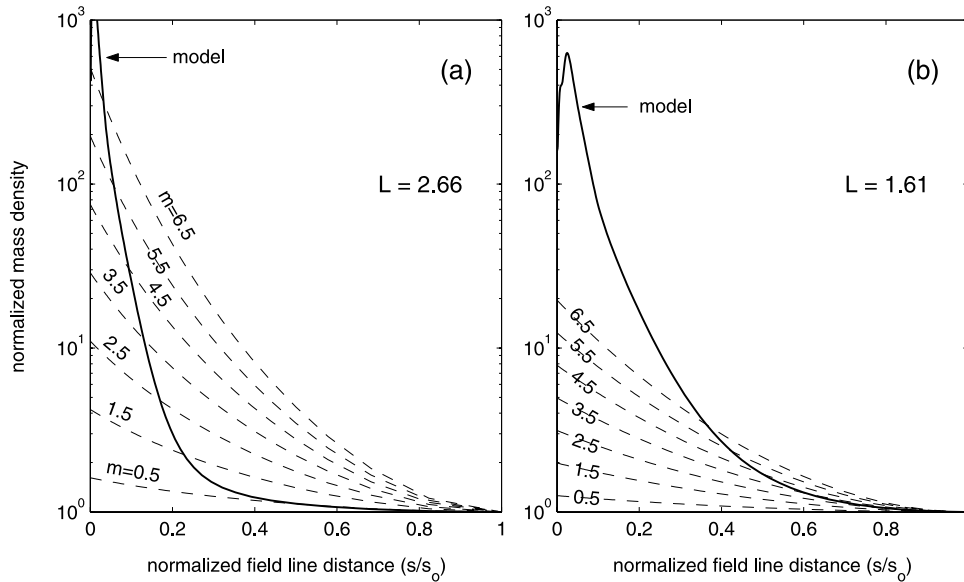 (a)
model
L = 2.66
m=6.5
5.5
4.5
3.5
2.5
1.5
m=0.5
10³
10²
10¹
10⁰
0
0.2
0.4
0.6
0.8
1
normalized mass density
normalized field line distance (s/sₒ)
(b)
model
L = 1.61
6.5
5.5
4.5
3.5
2.5
1.5
0.5
10³
10²
10¹
10⁰
0
0.2
0.4
0.6
0.8
normalized field line distance (s/sₒ)